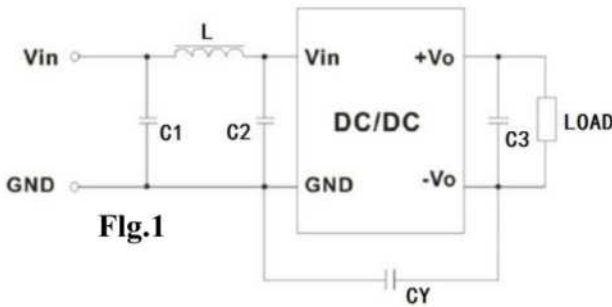 L
Vin
Vin
+Vo
C1
C2
DC/DC
C3
LOAD
GND
GND
-Vo
Flg.1
CY